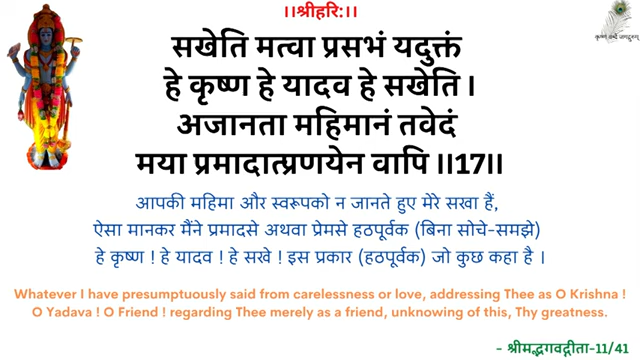 ।।श्रीहरि:।।
कृष्णं वन्दे जगद्गुरुम्
सखेति मत्वा प्रसभं यदुक्तं
हे कृष्ण हे यादव हे सखेति ।
अजानता महिमानं तवेदं
मया प्रमादात्प्रणयेन वापि ।।17।।
आपकी महिमा और स्वरूपको न जानते हुए मेरे सखा हैं,
ऐसा मानकर मैंने प्रमादसे अथवा प्रेमसे हठपूर्वक (बिना सोचे-समझे)
हे कृष्ण ! हे यादव ! हे सखे ! इस प्रकार (हठपूर्वक) जो कुछ कहा है ।
Whatever I have presumptuously said from carelessness or love, addressing Thee as O Krishna !
O Yadava ! O Friend ! regarding Thee merely as a friend, unknowing of this, Thy greatness.
- श्रीमद्भगवद्गीता-11/41